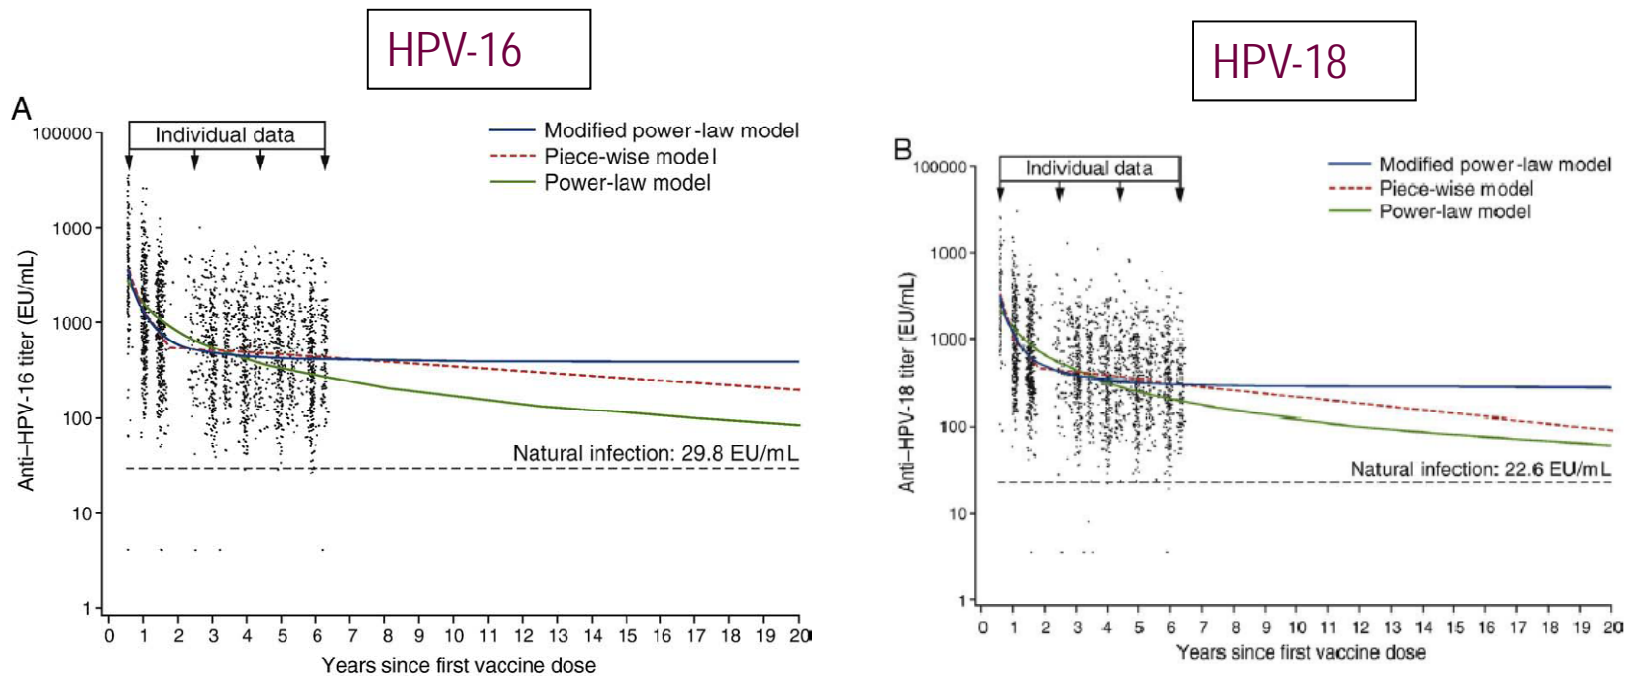 HPV-16
A
Individual data
Modified power-law model
Piece-wise model
Power-law model
100000
1000
1000
100
10
1
Anti-HPV-16 titer (EU/mL)
Natural infection: 29.8 EU/mL
0 1 2 3 4 5 6 7 8 9 10 11 12 13 14 15 16 17 18 19 20
Years since first vaccine dose
HPV-18
B
Individual data
Modified power-law model
Piece-wise model
Power-law model
100000
1000
1000
100
10
1
Anti-HPV-18 titer (EU/mL)
Natural infection: 22.6 EU/mL
0 1 2 3 4 5 6 7 8 9 10 11 12 13 14 15 16 17 18 19 20
Years since first vaccine dose